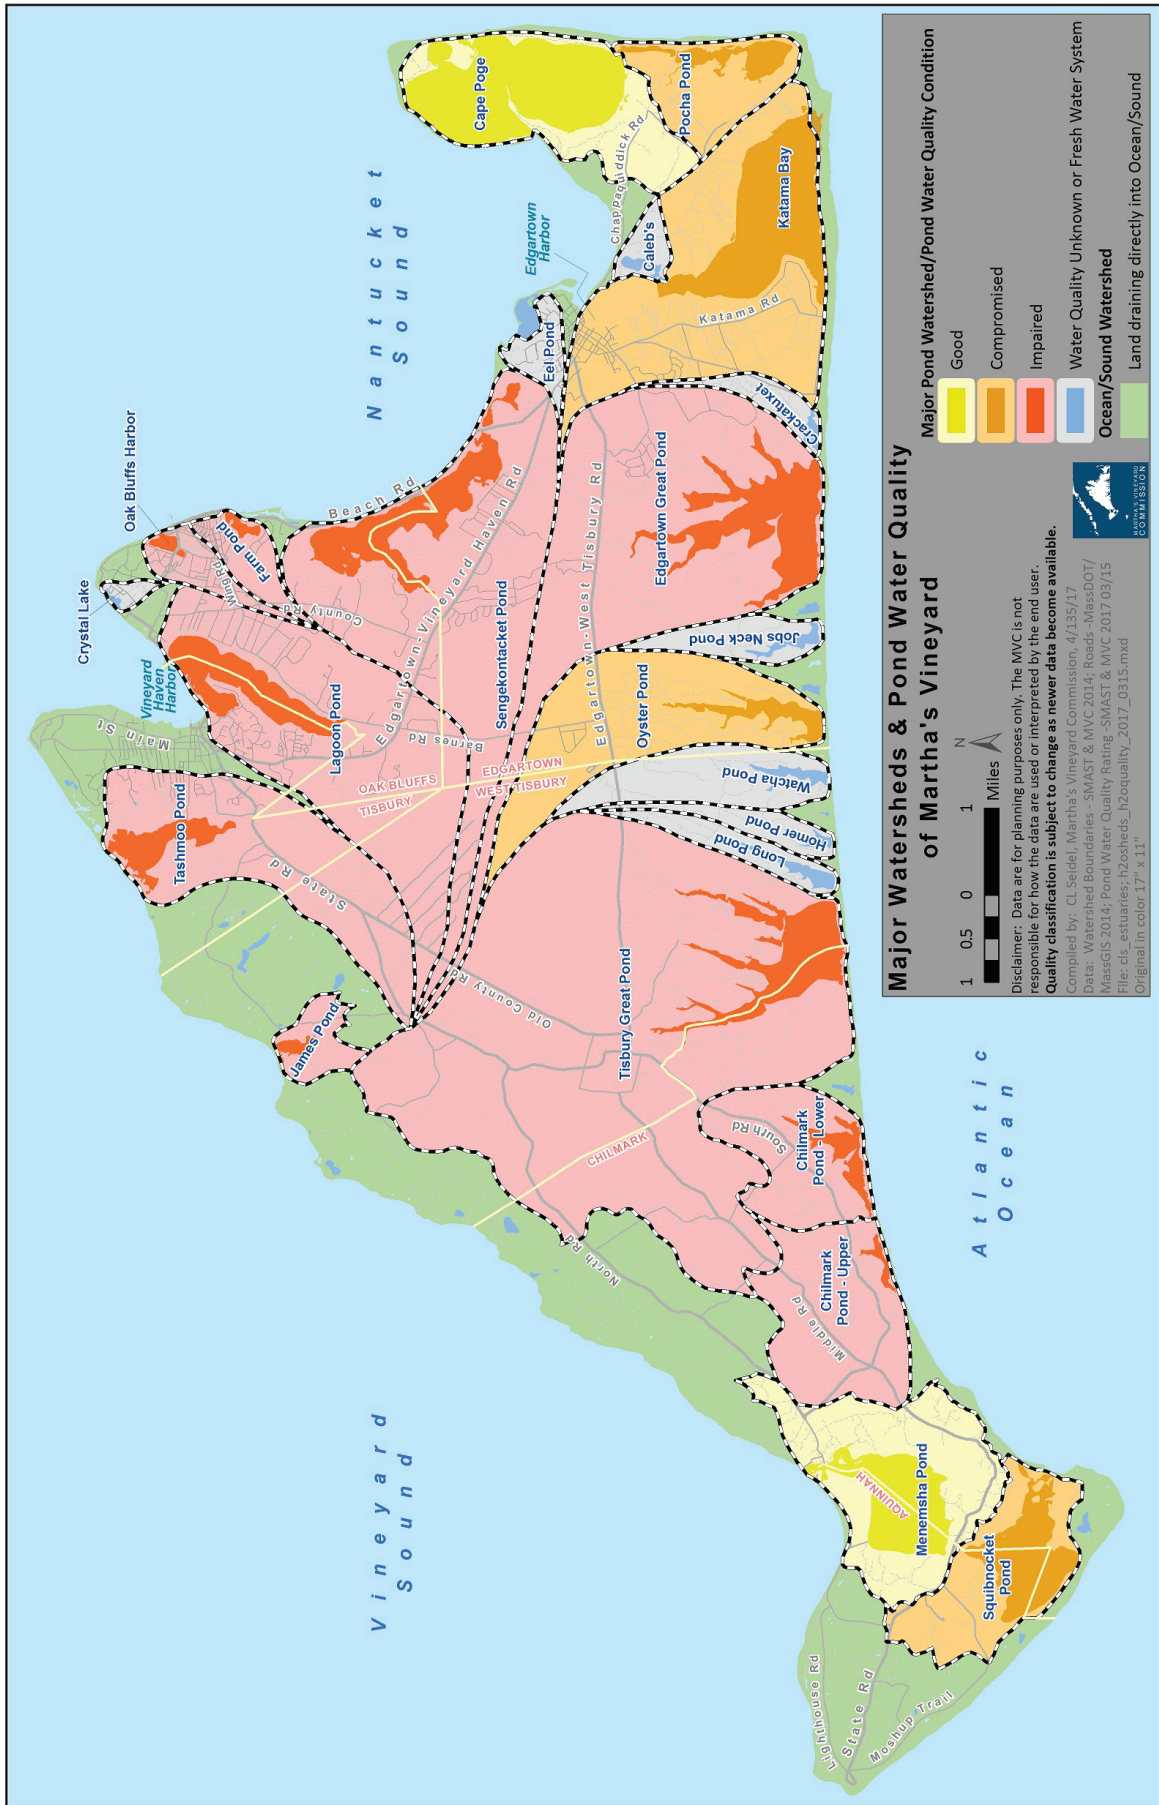 Nantucket
Sound
Vineyard
Sound
Atlantic
Ocean
Crystal Lake
Oak Bluffs Harbor
Vineyard
Haven
Harbor
Edgartown
Harbor
Main St
Wing Rd
Farm Pond
County Rd
Beach Rd
Tashmoo Pond
Lagoon Pond
Edgartown-Vineyard Haven Rd
Barnes Rd
Sengekontacket Pond
Eel Pond
Cape Poge
Chappaquiddick Rd
Pocha Pond
Caleb's
Katama Bay
Katama Rd
Crackatuxet
Edgartown Great Pond
Edgartown-West Tisbury Rd
Jobs Neck Pond
Oyster Pond
Watcha Pond
Homer Pond
Long Pond
OAK BLUFFS
TISBURY
EDGARTOWN
WEST TISBURY
State Rd
Old County Rd
James Pond
Tisbury Great Pond
CHILMARK
North Rd
South Rd
Chilmark
Pond - Lower
Chilmark
Pond - Upper
Middle Rd
AQUINNAH
Menemsha Pond
Squibnocket
Pond
Lighthouse Rd
State Rd
Moshup Trail
Major Watersheds & Pond Water Quality
of Martha's Vineyard
1 0.5 0 1
Miles
N
Disclaimer: Data are for planning purposes only. The MVC is not
responsible for how the data are used or interpreted by the end user.
Quality classification is subject to change as newer data become available.
Compiled by: CL Seidel, Martha's Vineyard Commission, 4/135/17
Data: Watershed Boundaries - SMAST & MVC 2014; Roads -MassDOT/
MassGIS 2014; Pond Water Quality Rating -SMAST & MVC 2017 03/15
File: cls_estuaries; h2osheds_h2oquality_2017_0315.mxd
Original in color 17" x 11"
MARTHA'S VINEYARD
COMMISSION
Major Pond Watershed/Pond Water Quality Condition
Good
Compromised
Impaired
Water Quality Unknown or Fresh Water System
Ocean/Sound Watershed
Land draining directly into Ocean/Sound